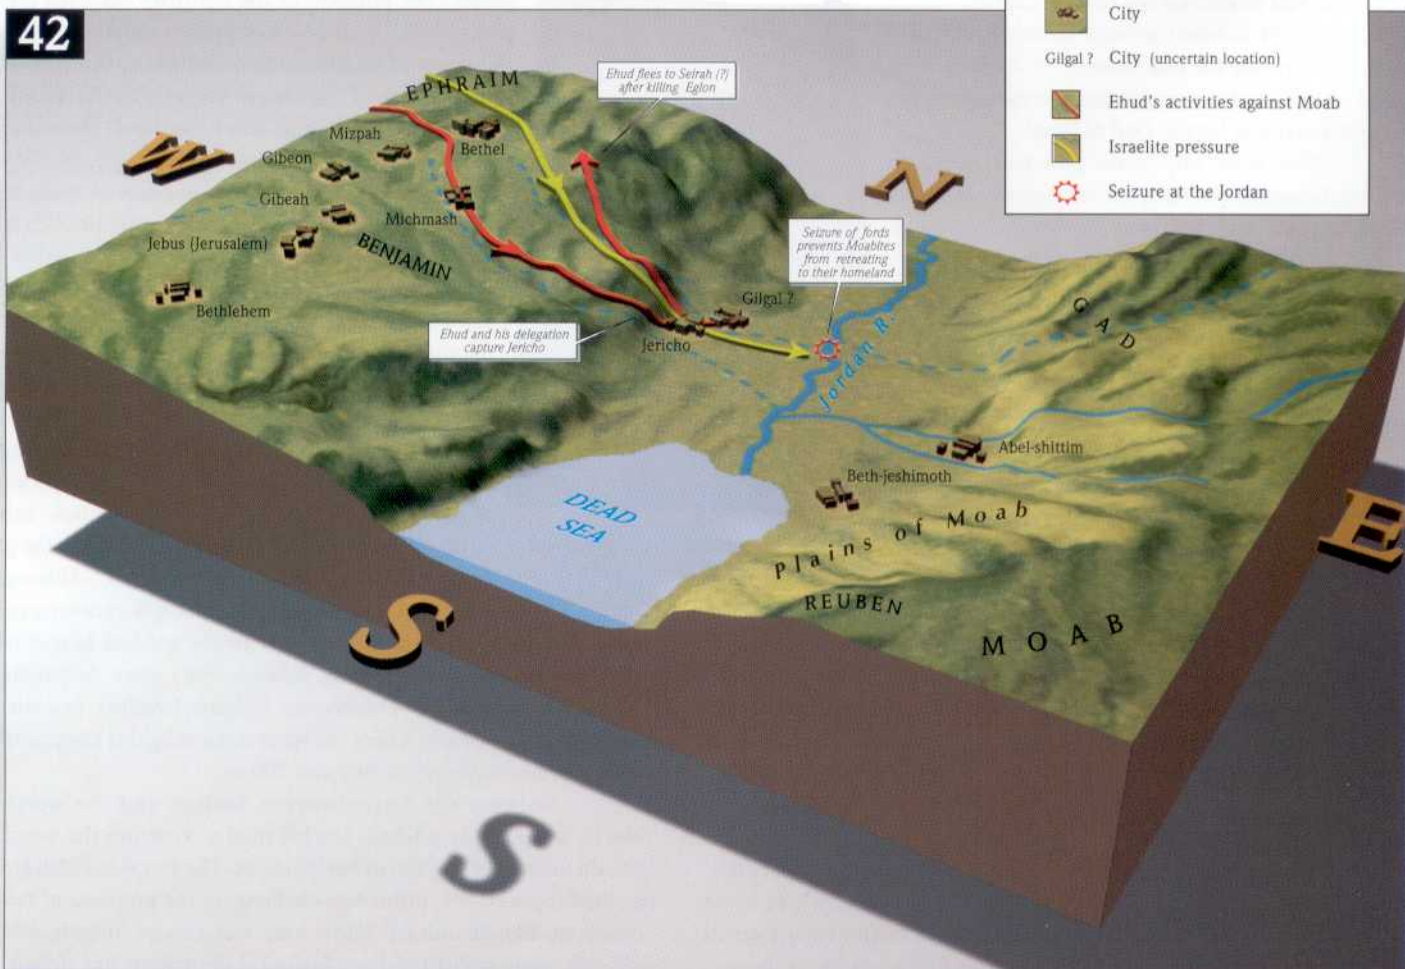 42
City
Gilgal ? City (uncertain location)
Ehud's activities against Moab
Israelite pressure
Seizure at the Jordan
EPHRAIM
Ehud flees to Seirah (?)
after killing Eglon
W
N
Mizpah
Bethel
Gibeon
Gibeah
Michmash
Jebus (Jerusalem)
BENJAMIN
Bethlehem
Seizure of fords
prevents Moabites
from retreating
to their homeland
Gilgal ?
Ehud and his delegation
capture Jericho
Jericho
Jordan R.
GAD
Abel-shittim
Beth-jeshimoth
DEAD
SEA
Plains of Moab
REUBEN
MOAB
E
S
S